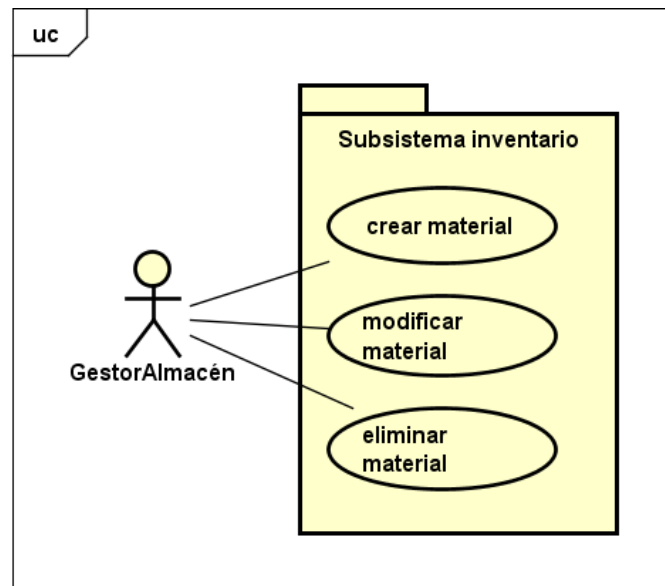 uc
Subsistema inventario
crear material
modificar
material
GestorAlmacén
eliminar
material